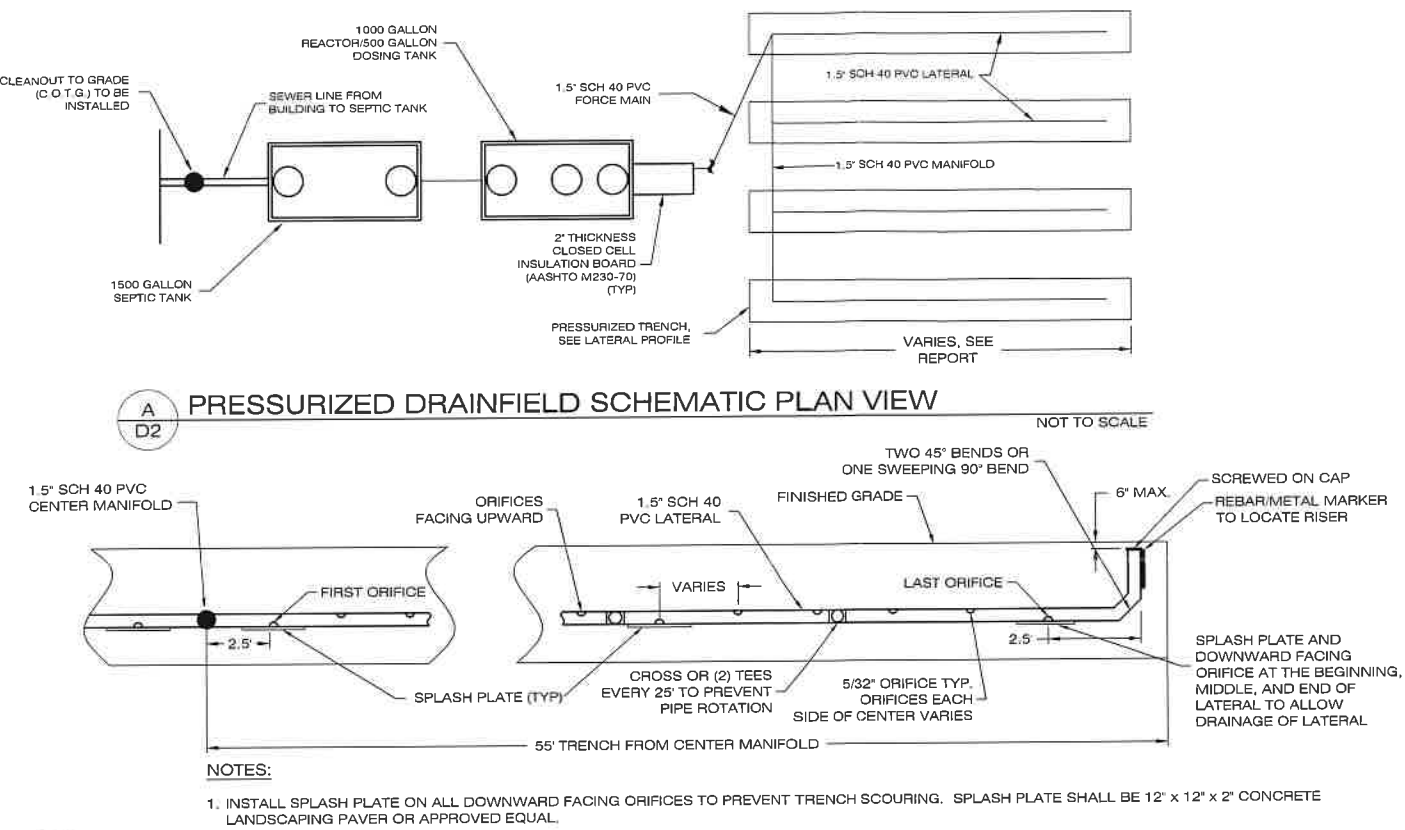 1000 GALLON
REACTOR/500 GALLON
DOSING TANK
CLEANOUT TO GRADE
(C.O.T.G.) TO BE
INSTALLED
SEWER LINE FROM
BUILDING TO SEPTIC TANK
1.5" SCH 40 PVC
FORCE MAIN
1.5" SCH 40 PVC LATERAL
1.5" SCH 40 PVC MANIFOLD
2" THICKNESS
CLOSED CELL
INSULATION BOARD
(AASHTO M230-70)
(TYP)
1500 GALLON
SEPTIC TANK
PRESSURIZED TRENCH,
SEE LATERAL PROFILE
VARIES, SEE
REPORT
A
D2
PRESSURIZED DRAINFIELD SCHEMATIC PLAN VIEW
NOT TO SCALE
1.5" SCH 40 PVC
CENTER MANIFOLD
ORIFICES
FACING UPWARD
1.5" SCH 40
PVC LATERAL
FINISHED GRADE
TWO 45° BENDS OR
ONE SWEEPING 90° BEND
6" MAX.
SCREWED ON CAP
REBAR/METAL MARKER
TO LOCATE RISER
FIRST ORIFICE
VARIES
LAST ORIFICE
2.5'
2.5'
SPLASH PLATE (TYP)
CROSS OR (2) TEES
EVERY 25' TO PREVENT
PIPE ROTATION
5/32" ORIFICE TYP.
ORIFICES EACH
SIDE OF CENTER VARIES
SPLASH PLATE AND
DOWNWARD FACING
ORIFICE AT THE BEGINNING,
MIDDLE, AND END OF
LATERAL TO ALLOW
DRAINAGE OF LATERAL
55' TRENCH FROM CENTER MANIFOLD
NOTES:
1. INSTALL SPLASH PLATE ON ALL DOWNWARD FACING ORIFICES TO PREVENT TRENCH SCOURING. SPLASH PLATE SHALL BE 12" x 12" x 2" CONCRETE
LANDSCAPING PAVER OR APPROVED EQUAL.